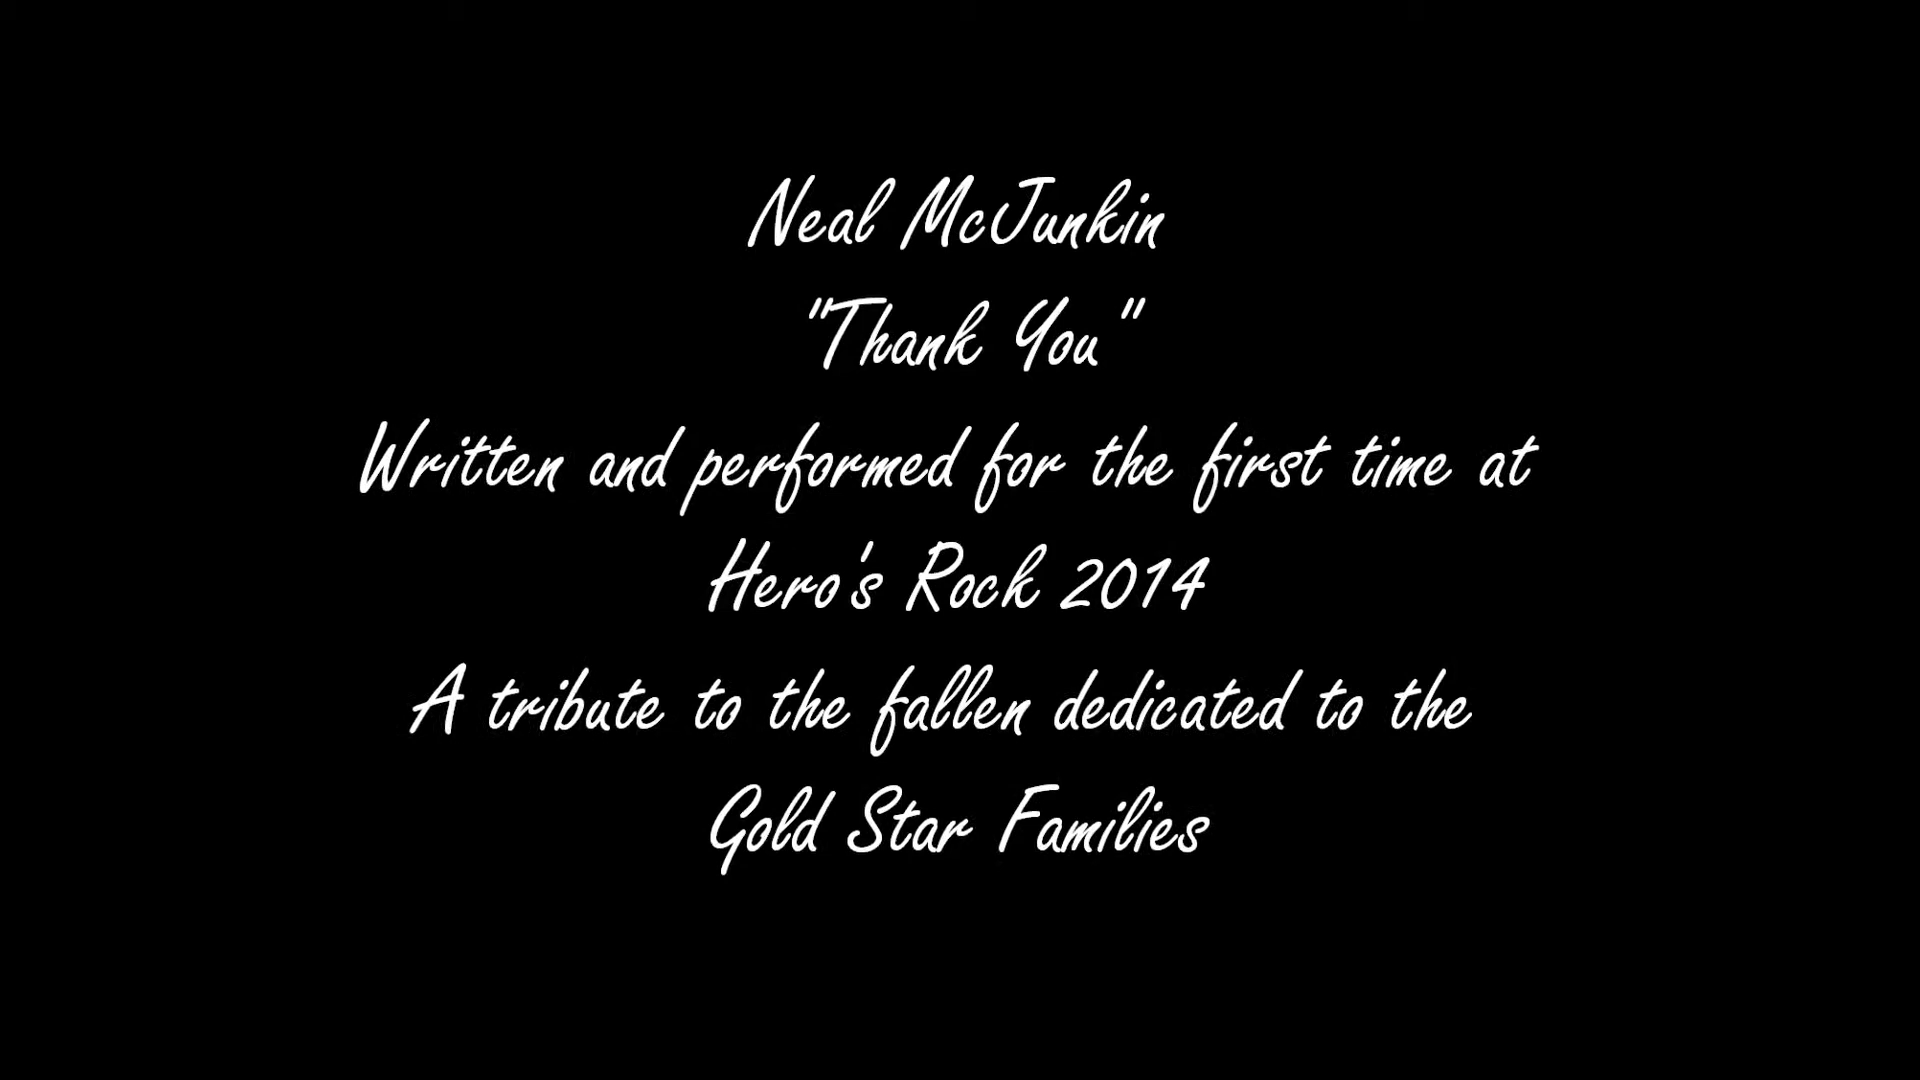 Neal McJunkin
"Thank You"
Written and performed for the first time at
Hero's Rock 2014
A tribute to the fallen dedicated to the
Gold Star Families